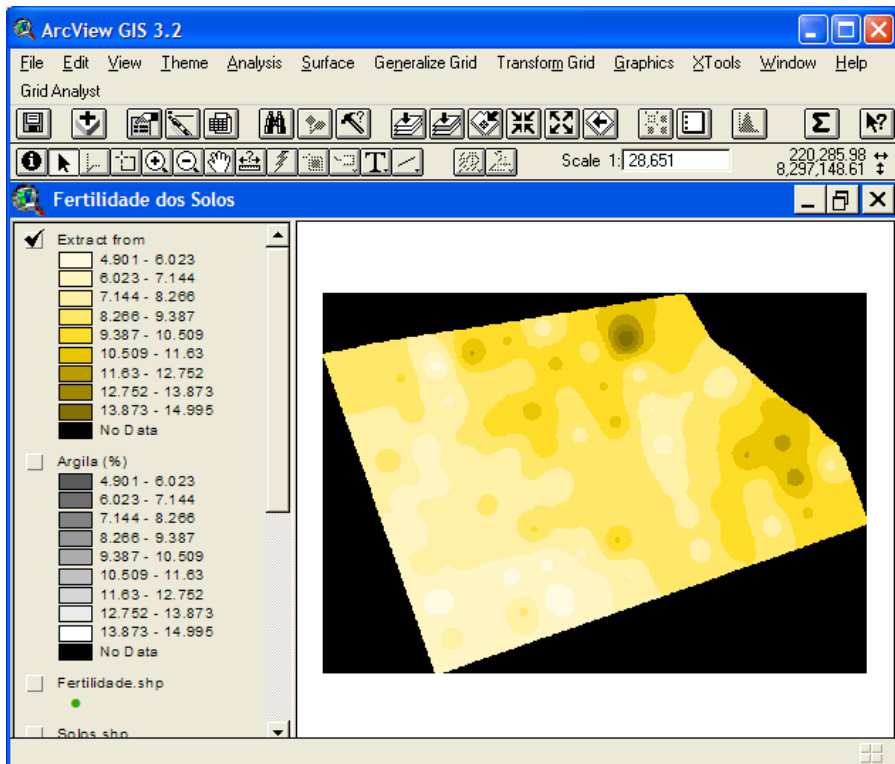 ArcView GIS 3.2
File Edit View Theme Analysis Surface Generalize Grid Transform Grid Graphics XTools Window Help
Grid Analyst
Scale 1: 28,651
220,285.98
8,297,148.61
Fertilidade dos Solos
Extract from
4.901 - 6.023
6.023 - 7.144
7.144 - 8.266
8.266 - 9.387
9.387 - 10.509
10.509 - 11.63
11.63 - 12.752
12.752 - 13.873
13.873 - 14.995
No Data
Argila (%)
4.901 - 6.023
6.023 - 7.144
7.144 - 8.266
8.266 - 9.387
9.387 - 10.509
10.509 - 11.63
11.63 - 12.752
12.752 - 13.873
13.873 - 14.995
No Data
Fertilidade.shp
Solos.shp